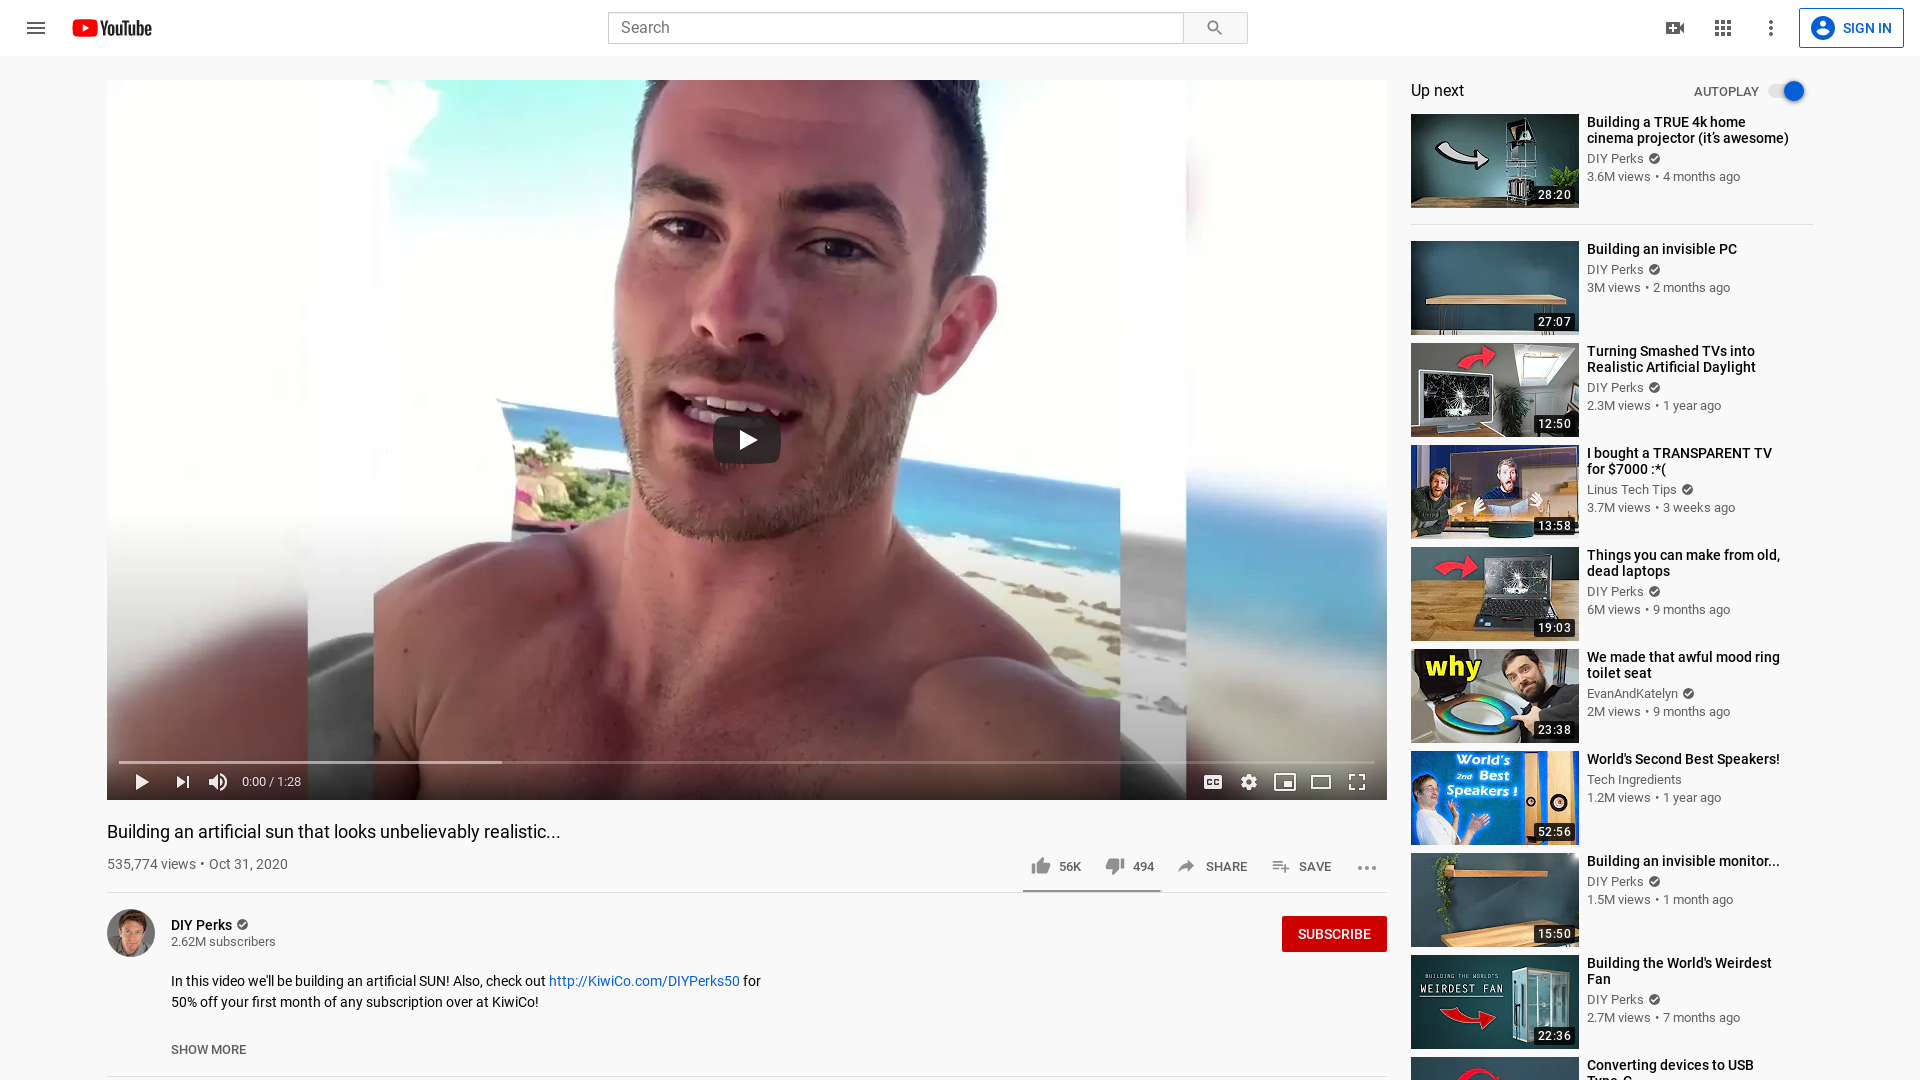 YouTube
Search
SIGN IN
0:00 / 1:28
Building an artificial sun that looks unbelievably realistic...
535,774 views • Oct 31, 2020
56K
494
SHARE
SAVE
DIY Perks
2.62M subscribers
SUBSCRIBE
In this video we'll be building an artificial SUN! Also, check out http://KiwiCo.com/DIYPerks50 for
50% off your first month of any subscription over at KiwiCo!
SHOW MORE
Up next
AUTOPLAY
28:20
Building a TRUE 4k home
cinema projector (it's awesome)
DIY Perks
3.6M views • 4 months ago
27:07
Building an invisible PC
DIY Perks
3M views • 2 months ago
12:50
Turning Smashed TVs into
Realistic Artificial Daylight
DIY Perks
2.3M views • 1 year ago
13:58
I bought a TRANSPARENT TV
for $7000 :*(
Linus Tech Tips
3.7M views • 3 weeks ago
19:03
Things you can make from old,
dead laptops
DIY Perks
6M views • 9 months ago
why
23:38
We made that awful mood ring
toilet seat
EvanAndKatelyn
2M views • 9 months ago
World's
2nd Best
Speakers!
52:56
World's Second Best Speakers!
Tech Ingredients
1.2M views • 1 year ago
15:50
Building an invisible monitor...
DIY Perks
1.5M views • 1 month ago
BUILDING THE WORLD'S
WEIRDEST FAN
22:36
Building the World's Weirdest
Fan
DIY Perks
2.7M views • 7 months ago
Converting devices to USB